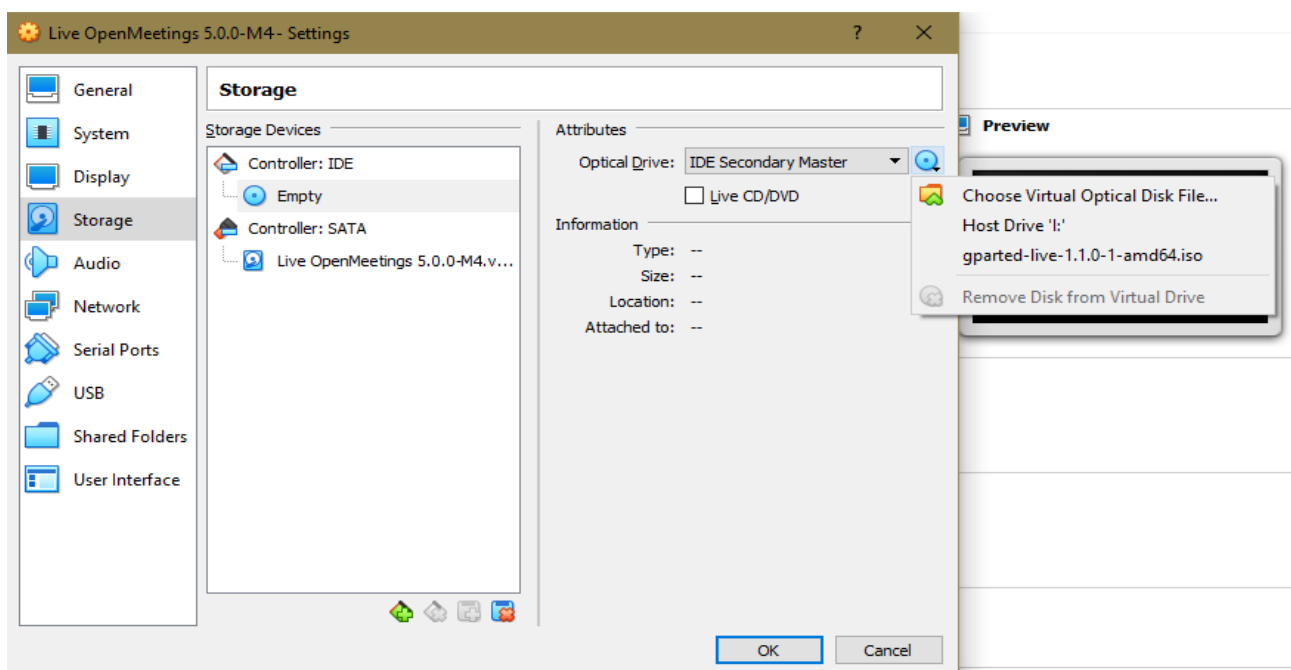 Live OpenMeetings 5.0.0-M4 - Settings
?
General
System
Display
Storage
Audio
Network
Serial Ports
USB
Shared Folders
User Interface
Storage
Storage Devices
Controller: IDE
Empty
Controller: SATA
Live OpenMeetings 5.0.0-M4.v...
Attributes
Optical Drive: IDE Secondary Master
Live CD/DVD
Information
Type: --
Size: --
Location: --
Attached to: --
OK
Cancel
Preview
Choose Virtual Optical Disk File...
Host Drive 'I:'
gparted-live-1.1.0-1-amd64.iso
Remove Disk from Virtual Drive